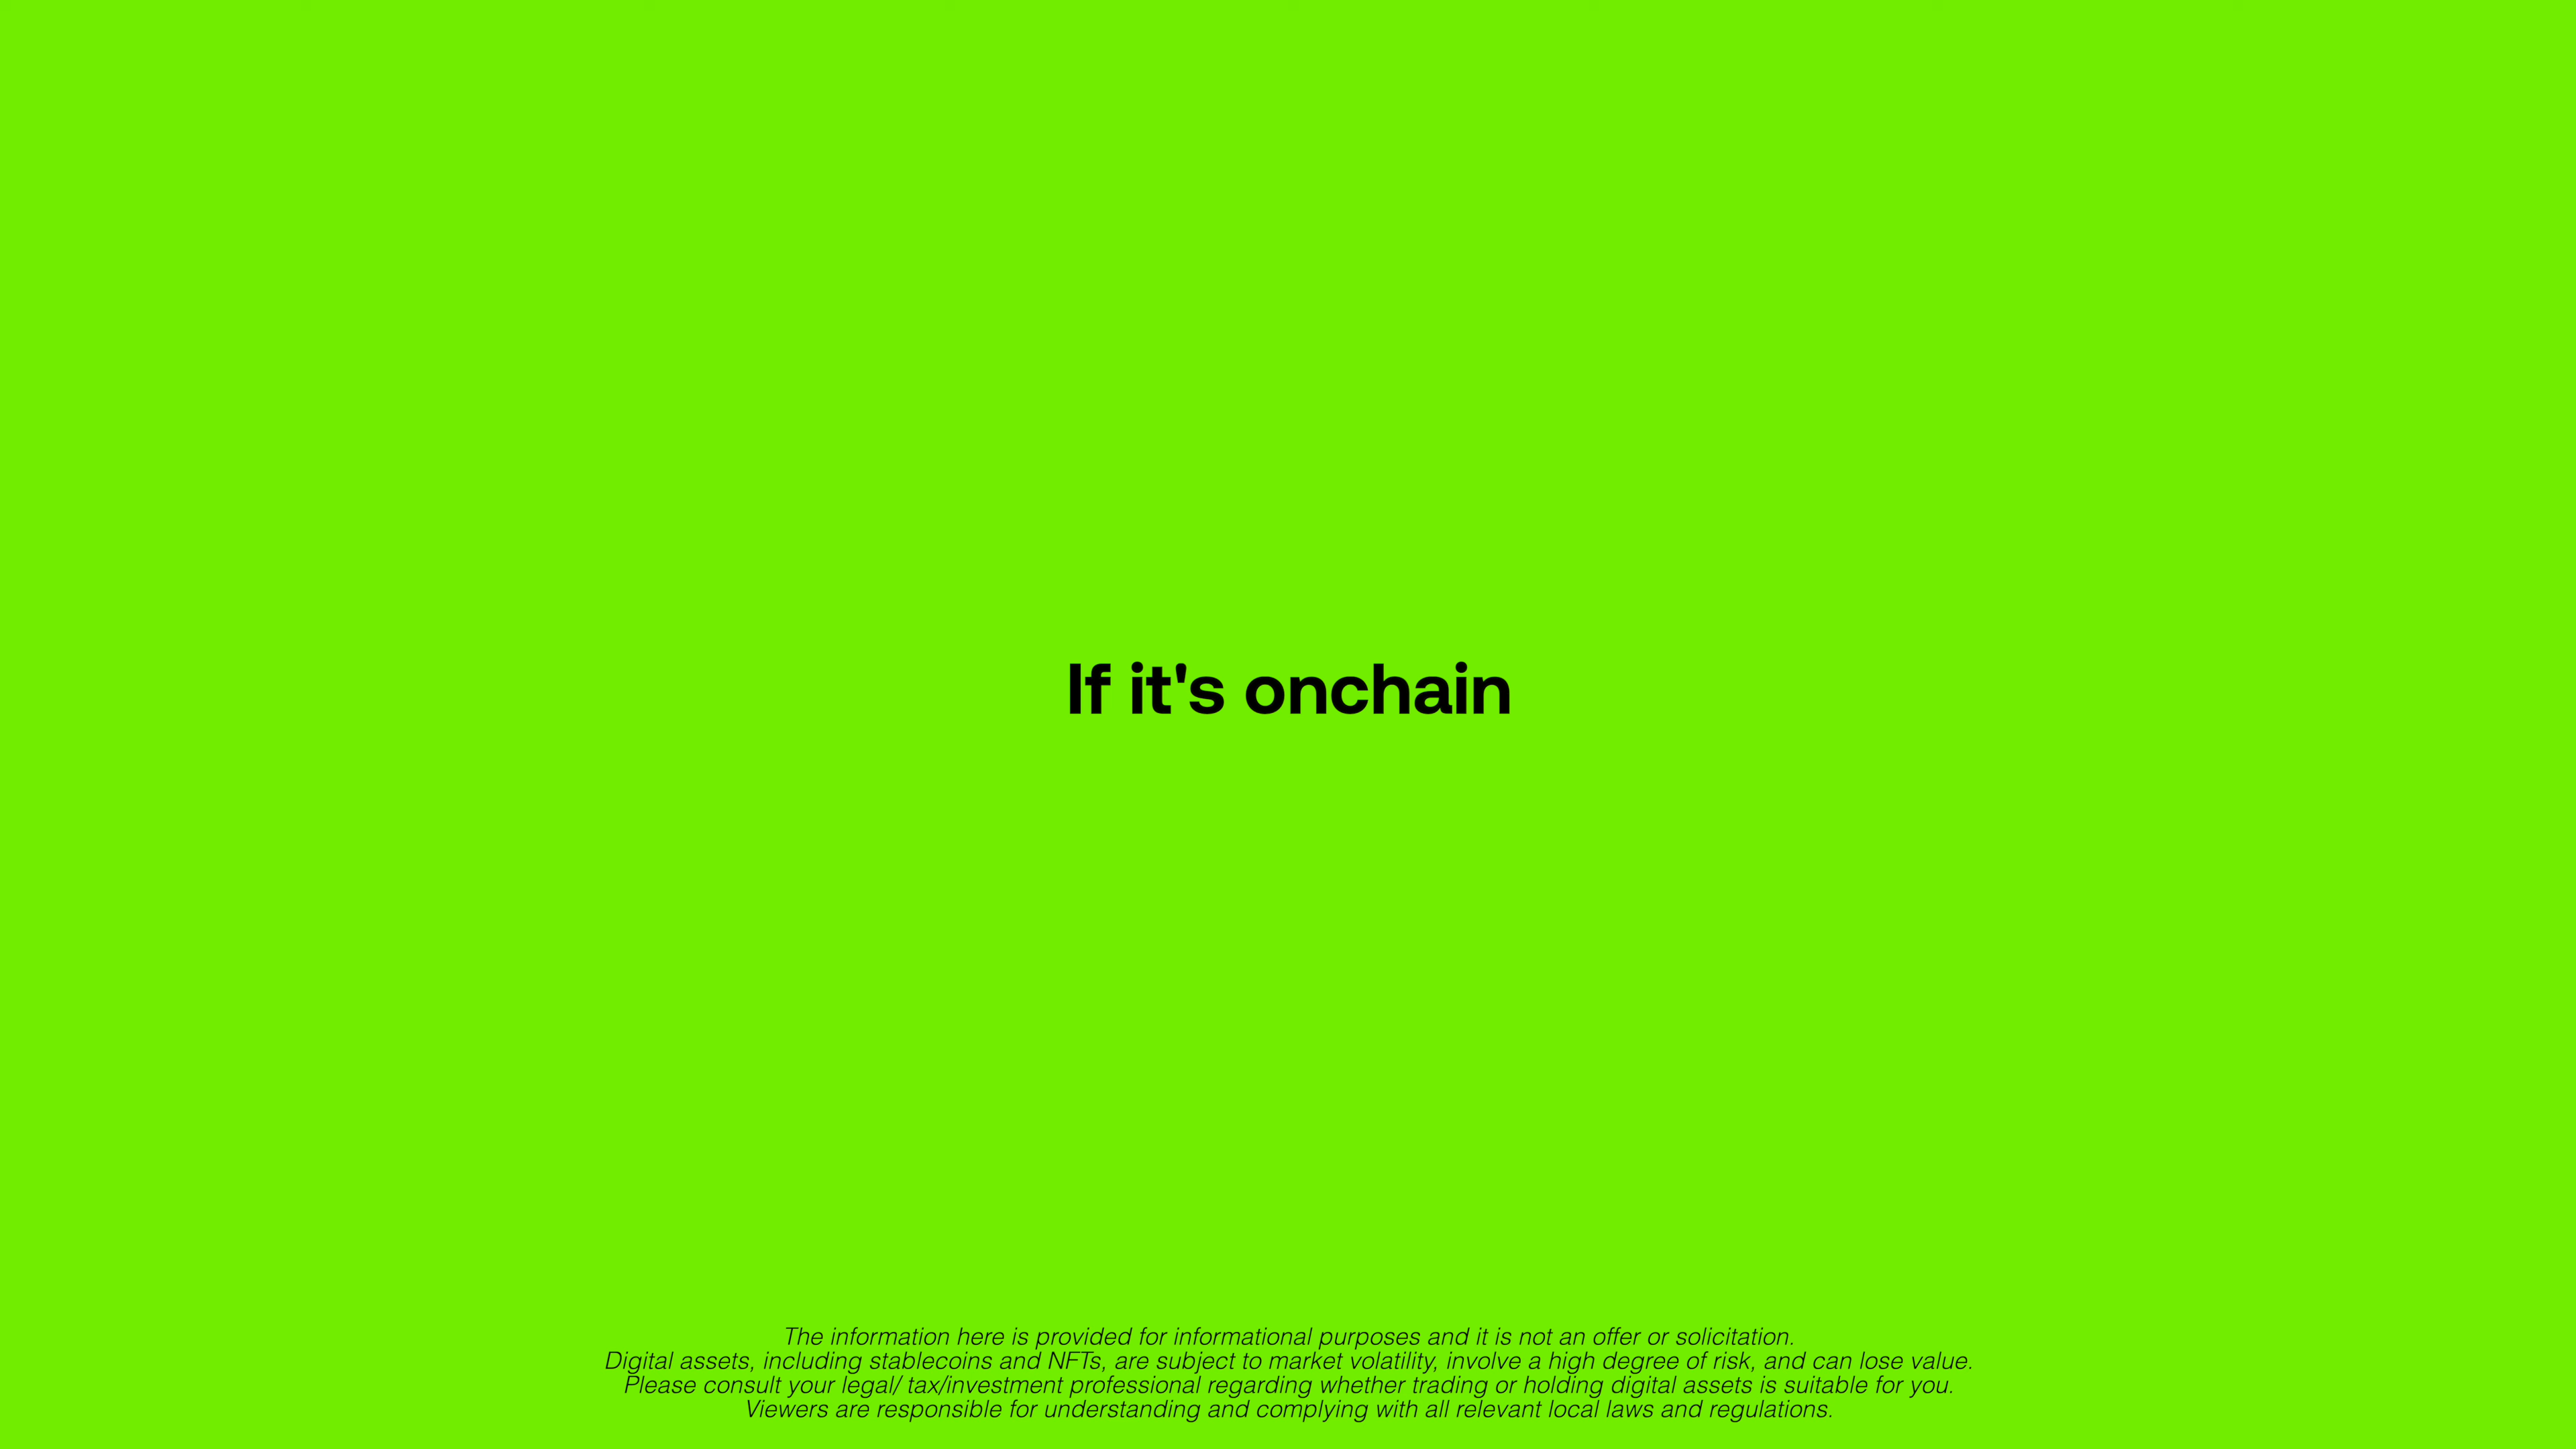 If it's onchain
The information here is provided for informational purposes and it is not an offer or solicitation.
Digital assets, including stablecoins and NFTs, are subject to market volatility, involve a high degree of risk, and can lose value.
Please consult your legal/ tax/investment professional regarding whether trading or holding digital assets is suitable for you.
Viewers are responsible for understanding and complying with all relevant local laws and regulations.